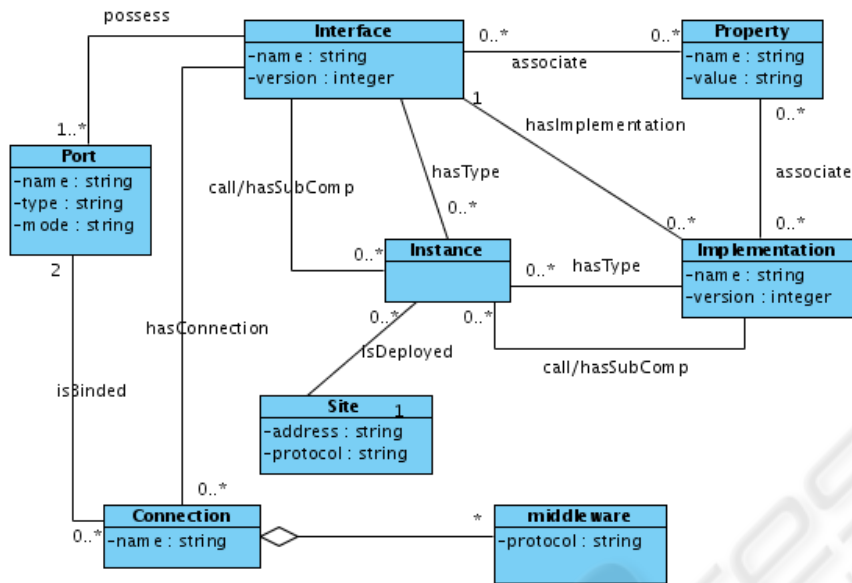 possess
Interface
-name : string
-version : integer
0..*
0..*
associate
Property
-name : string
-value : string
1
0..*
hasImplementation
1..*
Port
-name : string
-type : string
-mode : string
call/hasSubComp
hasType
0..*
associate
0..*
0..*
0..*
Instance
0..*
hasType
Implementation
-name : string
-version : integer
2
hasConnection
0..*
0..*
isDeployed
call/hasSubComp
isBinded
Site
1
-address : string
-protocol : string
0..*
0..*
Connection
-name : string
*
middleware
-protocol : string